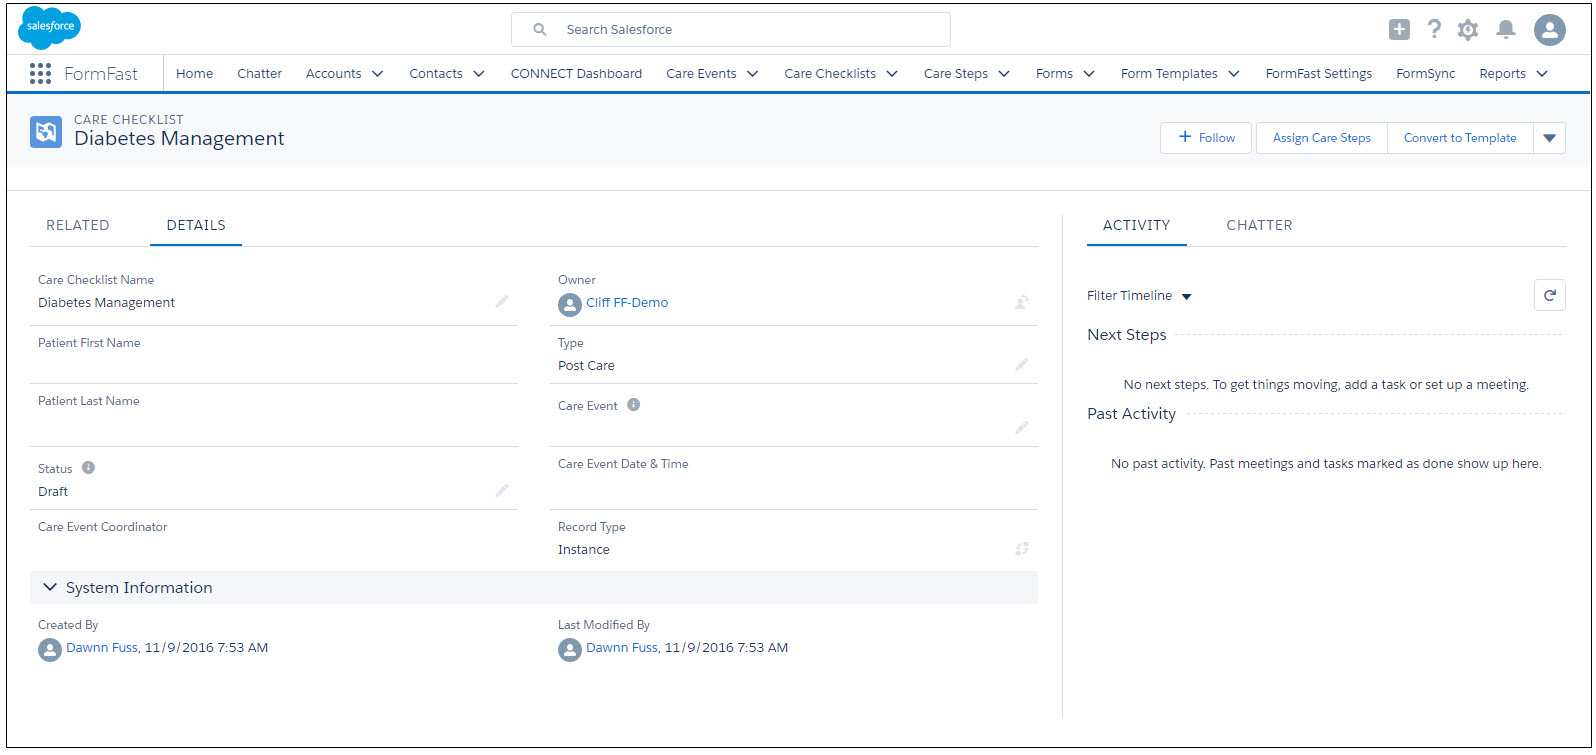 salesforce
Search Salesforce
FormFast
Home Chatter Accounts Contacts CONNECT Dashboard Care Events Care Checklists Care Steps Forms Form Templates FormFast Settings FormSync Reports
CARE CHECKLIST
Diabetes Management
Follow Assign Care Steps Convert to Template
RELATED DETAILS
Care Checklist Name
Diabetes Management
Owner
Cliff FF-Demo
Patient First Name
Type
Post Care
Patient Last Name
Care Event
Status
Draft
Care Event Date & Time
Care Event Coordinator
Record Type
Instance
System Information
Created By
Dawnn Fuss, 11/9/2016 7:53 AM
Last Modified By
Dawnn Fuss, 11/9/2016 7:53 AM
ACTIVITY CHATTER
Filter Timeline
Next Steps
No next steps. To get things moving, add a task or set up a meeting.
Past Activity
No past activity. Past meetings and tasks marked as done show up here.